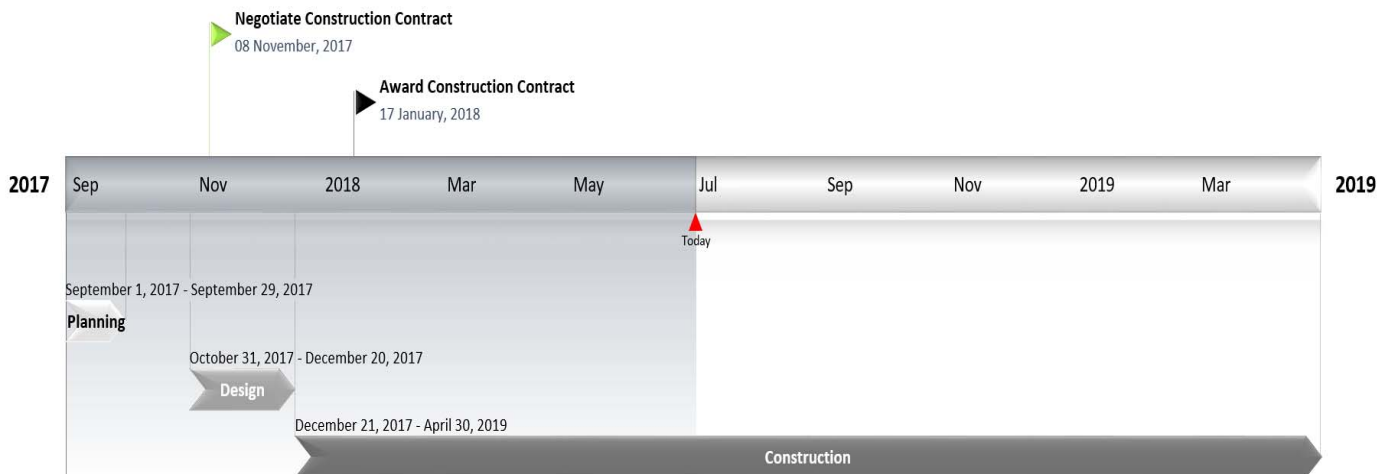 Negotiate Construction Contract
08 November, 2017
Award Construction Contract
17 January, 2018
2017 Sep Nov 2018 Mar May Jul Sep Nov 2019 Mar 2019
Today
September 1, 2017 - September 29, 2017
Planning
October 31, 2017 - December 20, 2017
Design
December 21, 2017 - April 30, 2019
Construction